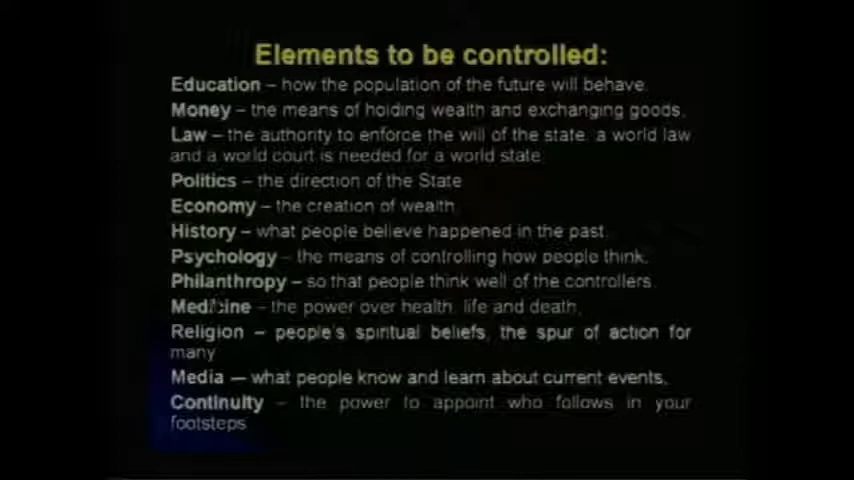 Elements to be controlled:
Education – how the population of the future will behave.
Money – the means of holding wealth and exchanging goods.
Law – the authority to enforce the will of the state. a world law
and a world court is needed for a world state
Politics – the direction of the State
Economy – the creation of wealth.
History – what people believe happened in the past.
Psychology – the means of controlling how people think.
Philanthropy – so that people think well of the controllers.
Medicine – the power over health, life and death.
Religion – people's spiritual beliefs, the spur of action for
many
Media — what people know and learn about current events.
Continuity – the power to appoint who follows in your
footsteps